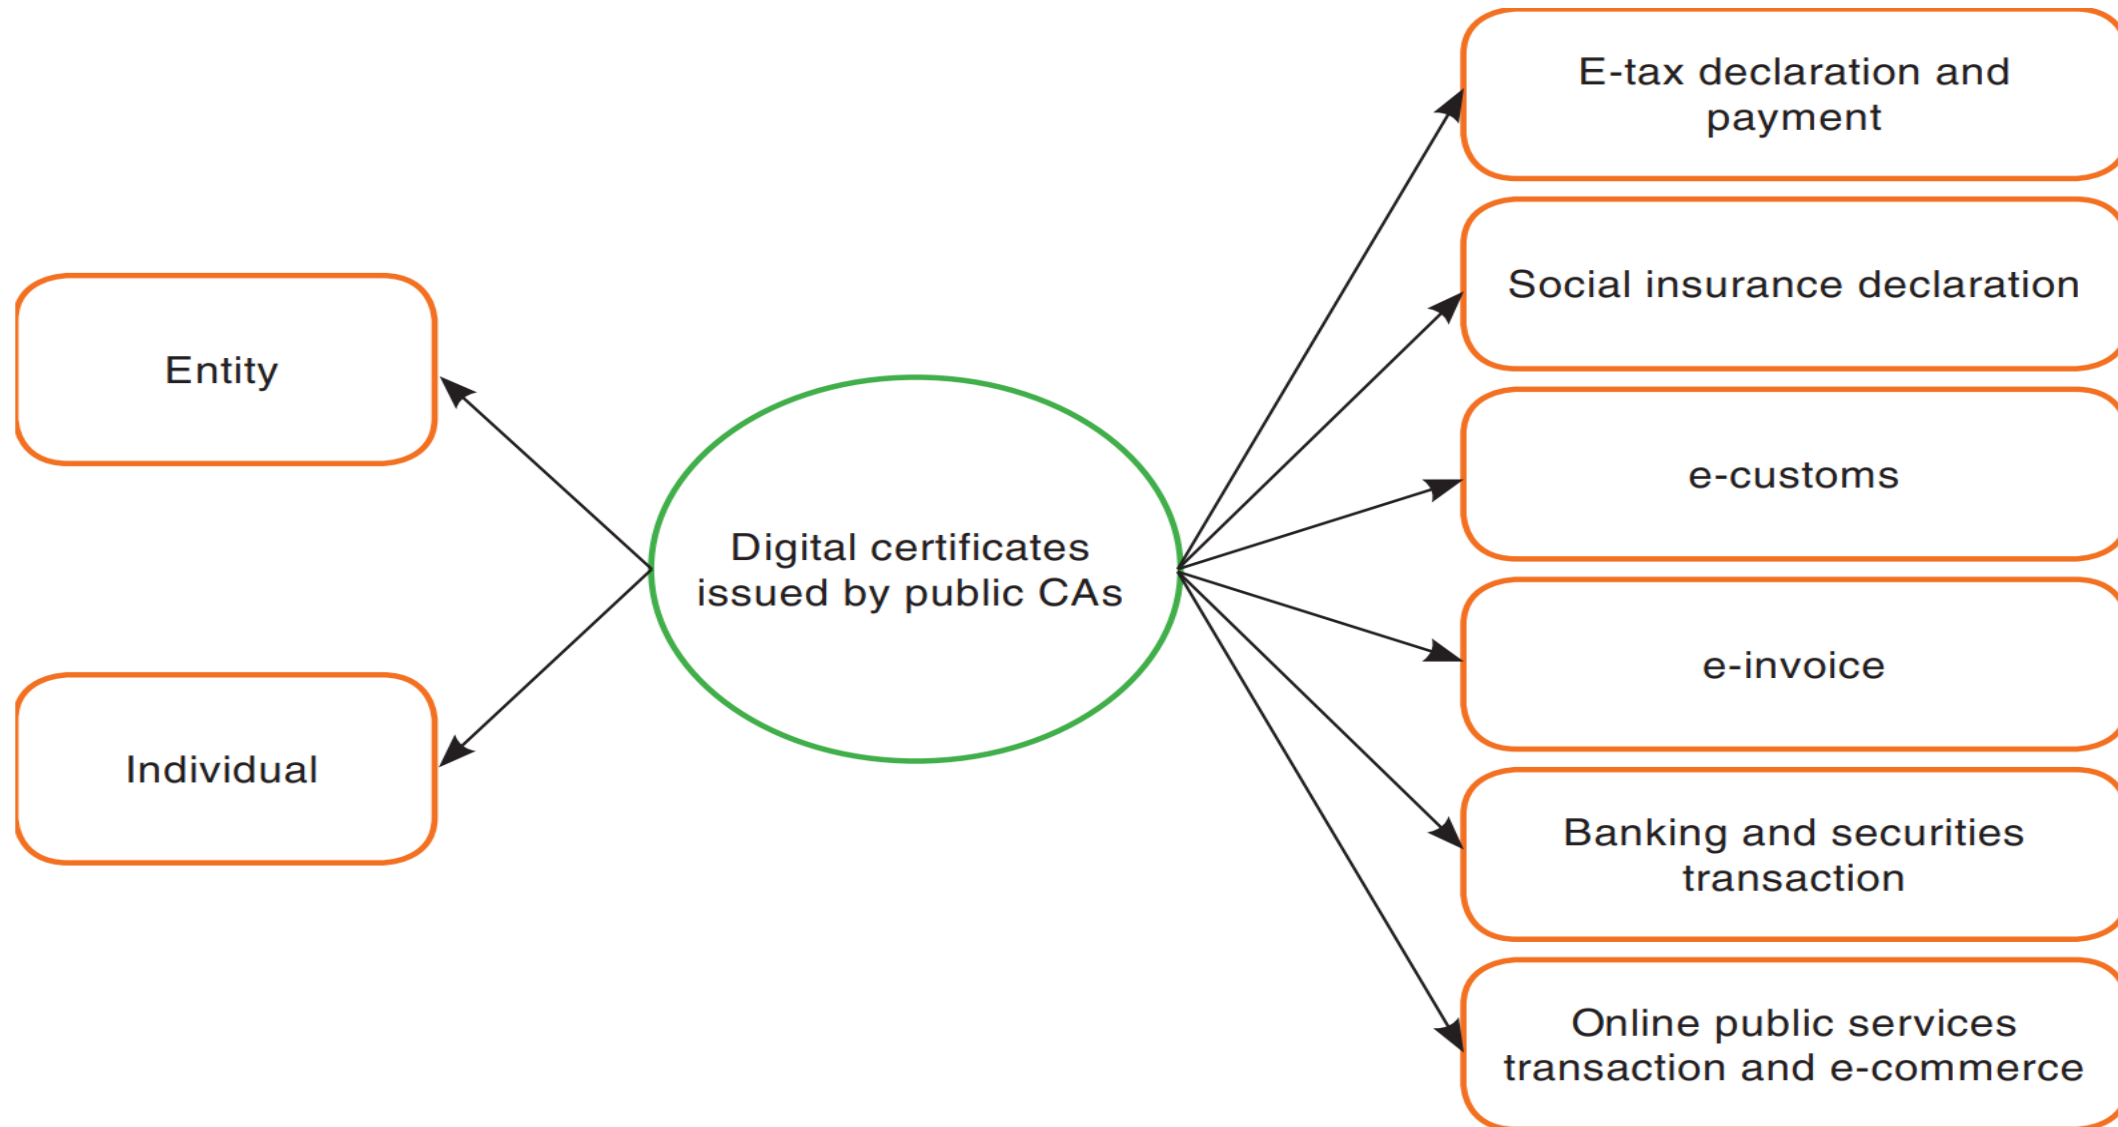 Entity
Individual
Digital certificates
issued by public CAs
E-tax declaration and
payment
Social insurance declaration
e-customs
e-invoice
Banking and securities
transaction
Online public services
transaction and e-commerce